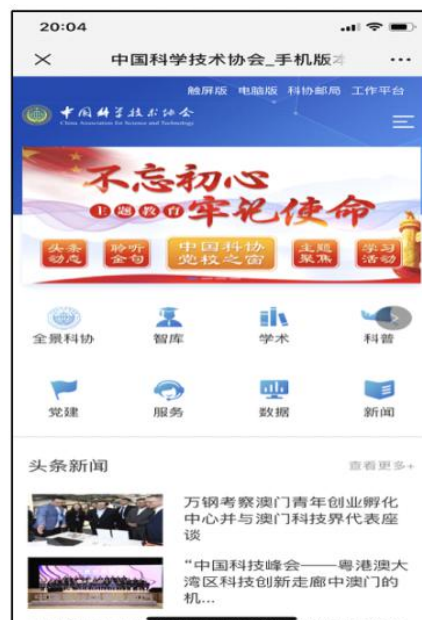 20:04
中国科学技术协会_手机版本
触屏版 电脑版 科协邮局 工作平台
中国科学技术协会
China Association for Science and Technology
不忘初心
主题教育 牢记使命
头条动态 聆听金句 中国科协党校之窗 主题聚焦 学习活动
全景科协 智库 学术 科普
党建 服务 数据 新闻
头条新闻 查看更多+
万钢考察澳门青年创业孵化
中心并与澳门科技界代表座
谈
“中国科技峰会——粤港澳大
湾区科技创新走廊中澳门的
机...